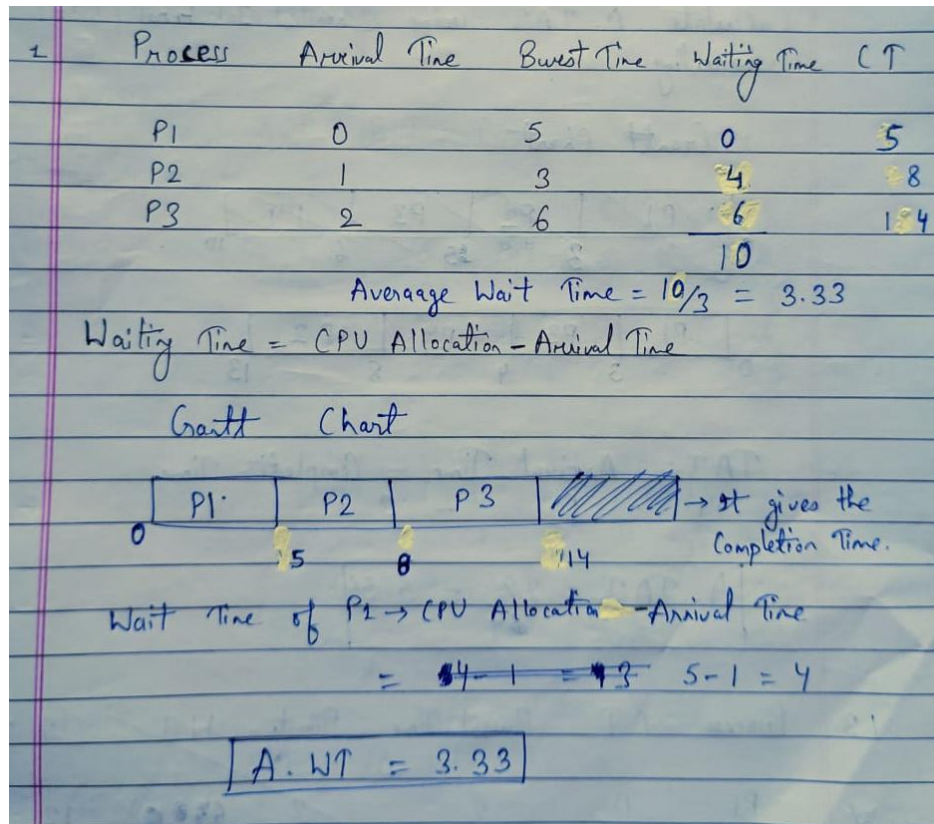 1 Process Arrival Time Burst Time Waiting Time CT
P1 0 5 0 5
P2 1 3 4 8
P3 2 6 6 14
10
Averaage Wait Time = 10/3 = 3.33
Waiting Time = CPU Allocation - Arrival Time
Gantt Chart
P1 P2 P3 → It gives the
0 5 8 14 Completion Time.
Wait Time of P2 → CPU Allocation - Arrival Time
= 4 - 1 = 3 5 - 1 = 4
A. WT = 3.33